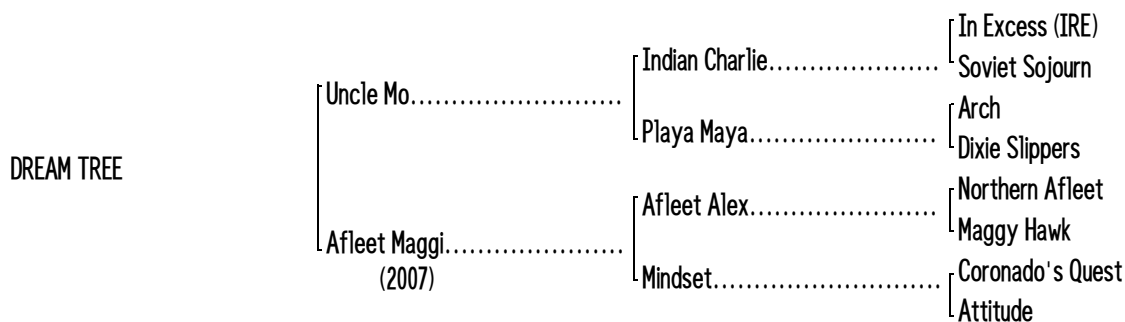 In Excess (IRE)
Indian Charlie......................
Soviet Sojourn
Uncle Mo..........................
Arch
Playa Maya.......................
Dixie Slippers
DREAM TREE
Northern Afleet
Afleet Alex.......................
Maggy Hawk
Afleet Maggi......................
(2007)
Coronado's Quest
Mindset............................
Attitude